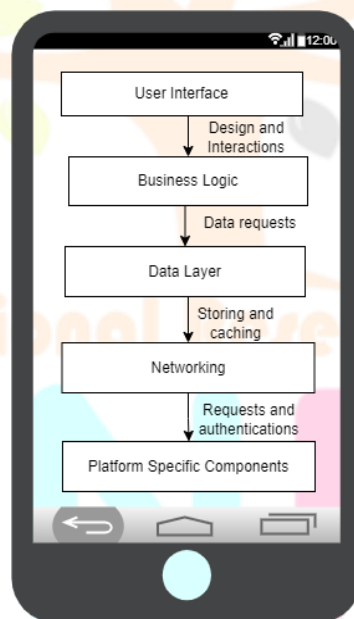 12:00
User Interface
Design and
Interactions
Business Logic
Data requests
Data Layer
Storing and
caching
Networking
Requests and
authentications
Platform Specific Components